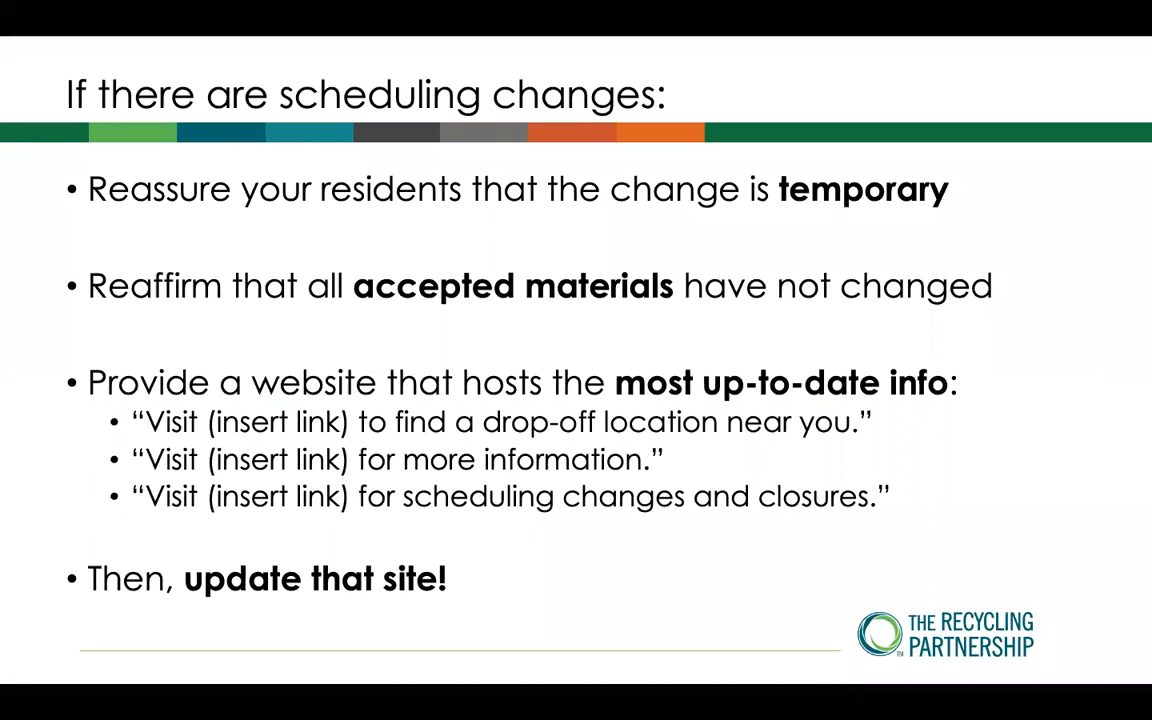 If there are scheduling changes:
• Reassure your residents that the change is temporary
• Reaffirm that all accepted materials have not changed
• Provide a website that hosts the most up-to-date info:
• “Visit (insert link) to find a drop-off location near you.”
• “Visit (insert link) for more information.”
• “Visit (insert link) for scheduling changes and closures.”
• Then, update that site!
THE RECYCLING
PARTNERSHIP
TM